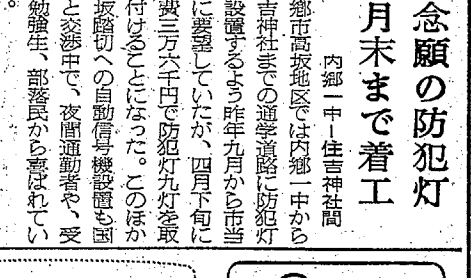 念願の防犯灯
月末まで着工
内郷一中ー住吉神社間
郷市高坂地区では内郷一中から
吉神社までの通学道路に防犯灯
設置するよう昨年九月から市当
に要望していたが、四月下旬に
費三万六千円で防犯灯九灯を取
付けることになった。このほか
坂踏切への自動信号機設置も国
と交渉中で、夜間通勤者や、受
勉強生、部落民から喜ばれてい
。